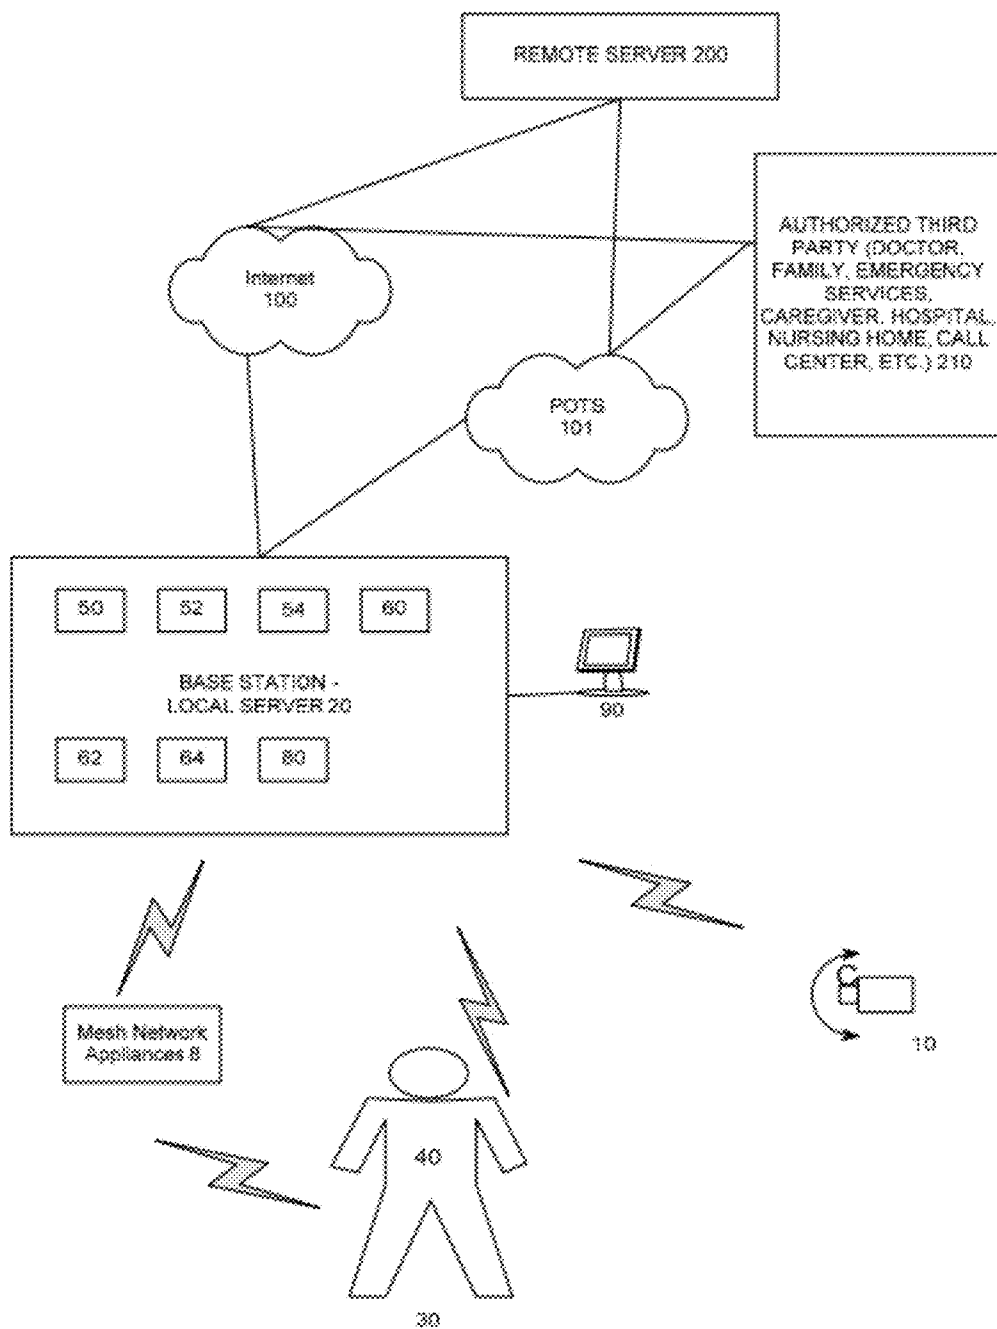 REMOTE SERVER 200
AUTHORIZED THIRD
PARTY (DOCTOR,
FAMILY, EMERGENCY
SERVICES,
CAREGIVER, HOSPITAL,
NURSING HOME, CALL
CENTER, ETC.) 210
Internet
100
POTS
101
50
52
54
60
BASE STATION -
LOCAL SERVER 20
90
62
64
80
Mesh Network
Appliances 8
10
40
30